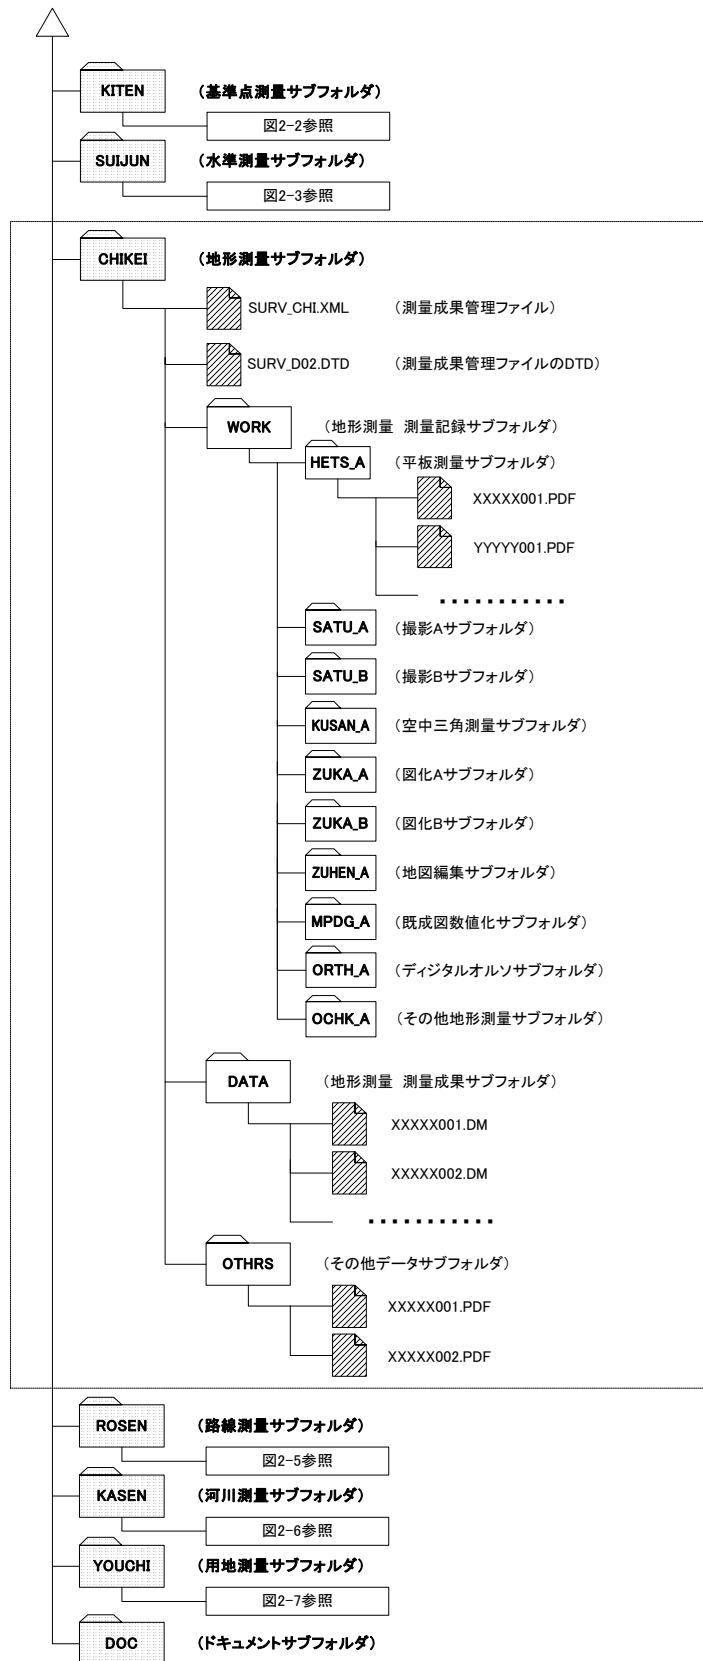 KITEN （基準点測量サブフォルダ）
図2-2参照
SUIJUN （水準測量サブフォルダ）
図2-3参照
CHIKEI （地形測量サブフォルダ）
SURV_CHI.XML （測量成果管理ファイル）
SURV_D02.DTD （測量成果管理ファイルのDTD）
WORK （地形測量 測量記録サブフォルダ）
HETS_A （平板測量サブフォルダ）
XXXXX001.PDF
YYYYY001.PDF
...........
SATU_A （撮影Aサブフォルダ）
SATU_B （撮影Bサブフォルダ）
KUSAN_A （空中三角測量サブフォルダ）
ZUKA_A （図化Aサブフォルダ）
ZUKA_B （図化Bサブフォルダ）
ZUHEN_A （地図編集サブフォルダ）
MPDG_A （既成図数値化サブフォルダ）
ORTH_A （ディジタルオルソサブフォルダ）
OCHK_A （その他地形測量サブフォルダ）
DATA （地形測量 測量成果サブフォルダ）
XXXXX001.DM
XXXXX002.DM
...........
OTHRS （その他データサブフォルダ）
XXXXX001.PDF
XXXXX002.PDF
ROSEN （路線測量サブフォルダ）
図2-5参照
KASEN （河川測量サブフォルダ）
図2-6参照
YOUCHI （用地測量サブフォルダ）
図2-7参照
DOC （ドキュメントサブフォルダ）